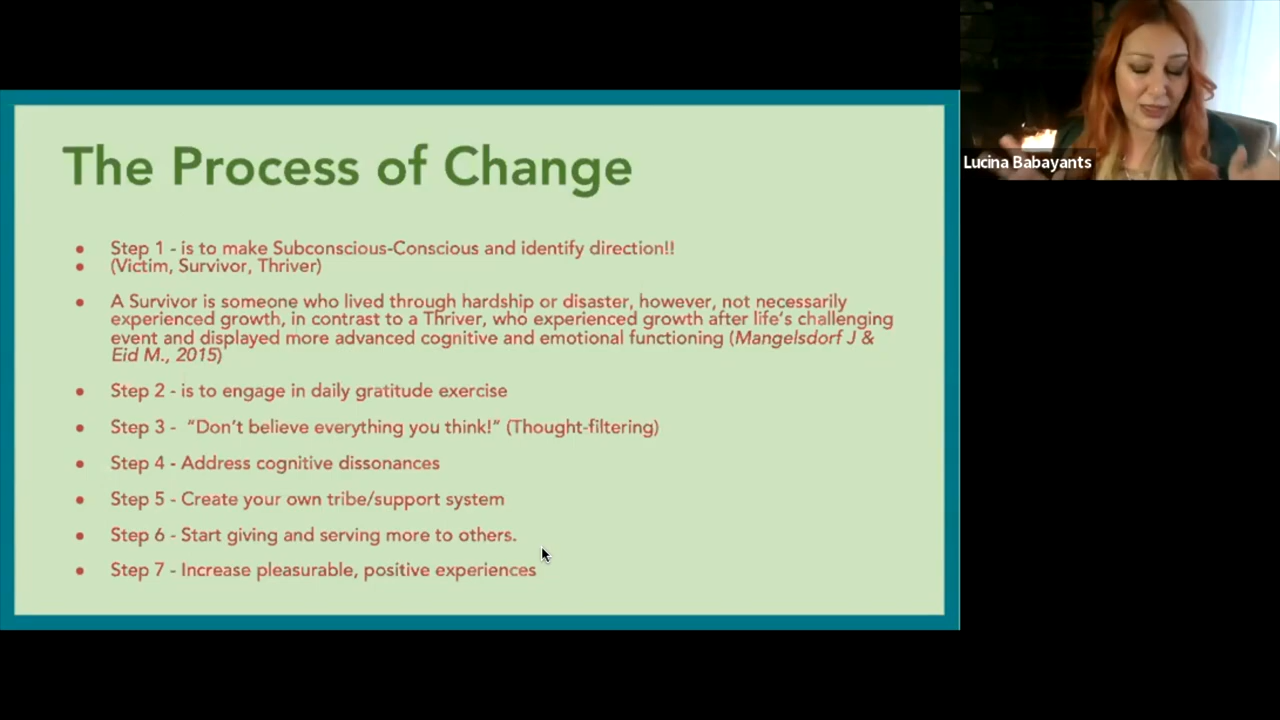 The Process of Change
• Step 1 - is to make Subconscious-Conscious and identify direction!!
• (Victim, Survivor, Thriver)
• A Survivor is someone who lived through hardship or disaster, however, not necessarily
experienced growth, in contrast to a Thriver, who experienced growth after life's challenging
event and displayed more advanced cognitive and emotional functioning (Mangelsdorf J &
Eid M., 2015)
• Step 2 - is to engage in daily gratitude exercise
• Step 3 - “Don't believe everything you think!” (Thought-filtering)
• Step 4 - Address cognitive dissonances
• Step 5 - Create your own tribe/support system
• Step 6 - Start giving and serving more to others.
• Step 7 - Increase pleasurable, positive experiences
Lucina Babayants